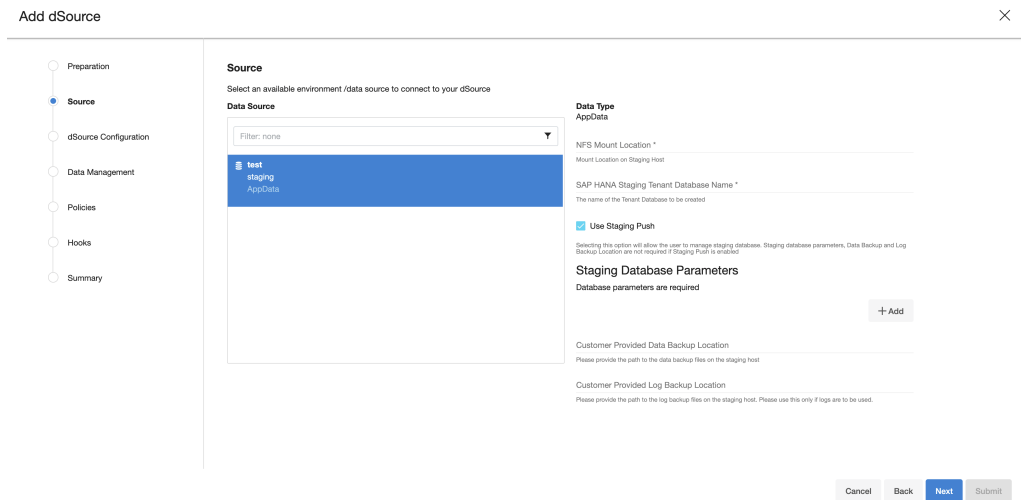 Add dSource
Preparation
Source
dSource Configuration
Data Management
Policies
Hooks
Summary
Source
Select an available environment /data source to connect to your dSource
Data Source
Filter: none
test
staging
AppData
Data Type
AppData
NFS Mount Location *
Mount Location on Staging Host
SAP HANA Staging Tenant Database Name *
The name of the Tenant Database to be created
Use Staging Push
Selecting this option will allow the user to manage staging database. Staging database parameters, Data Backup and Log
Backup Location are not required if Staging Push is enabled
Staging Database Parameters
Database parameters are required
+ Add
Customer Provided Data Backup Location
Please provide the path to the data backup files on the staging host
Customer Provided Log Backup Location
Please provide the path to the log backup files on the staging host. Please use this only if logs are to be used.
Cancel Back Next Submit